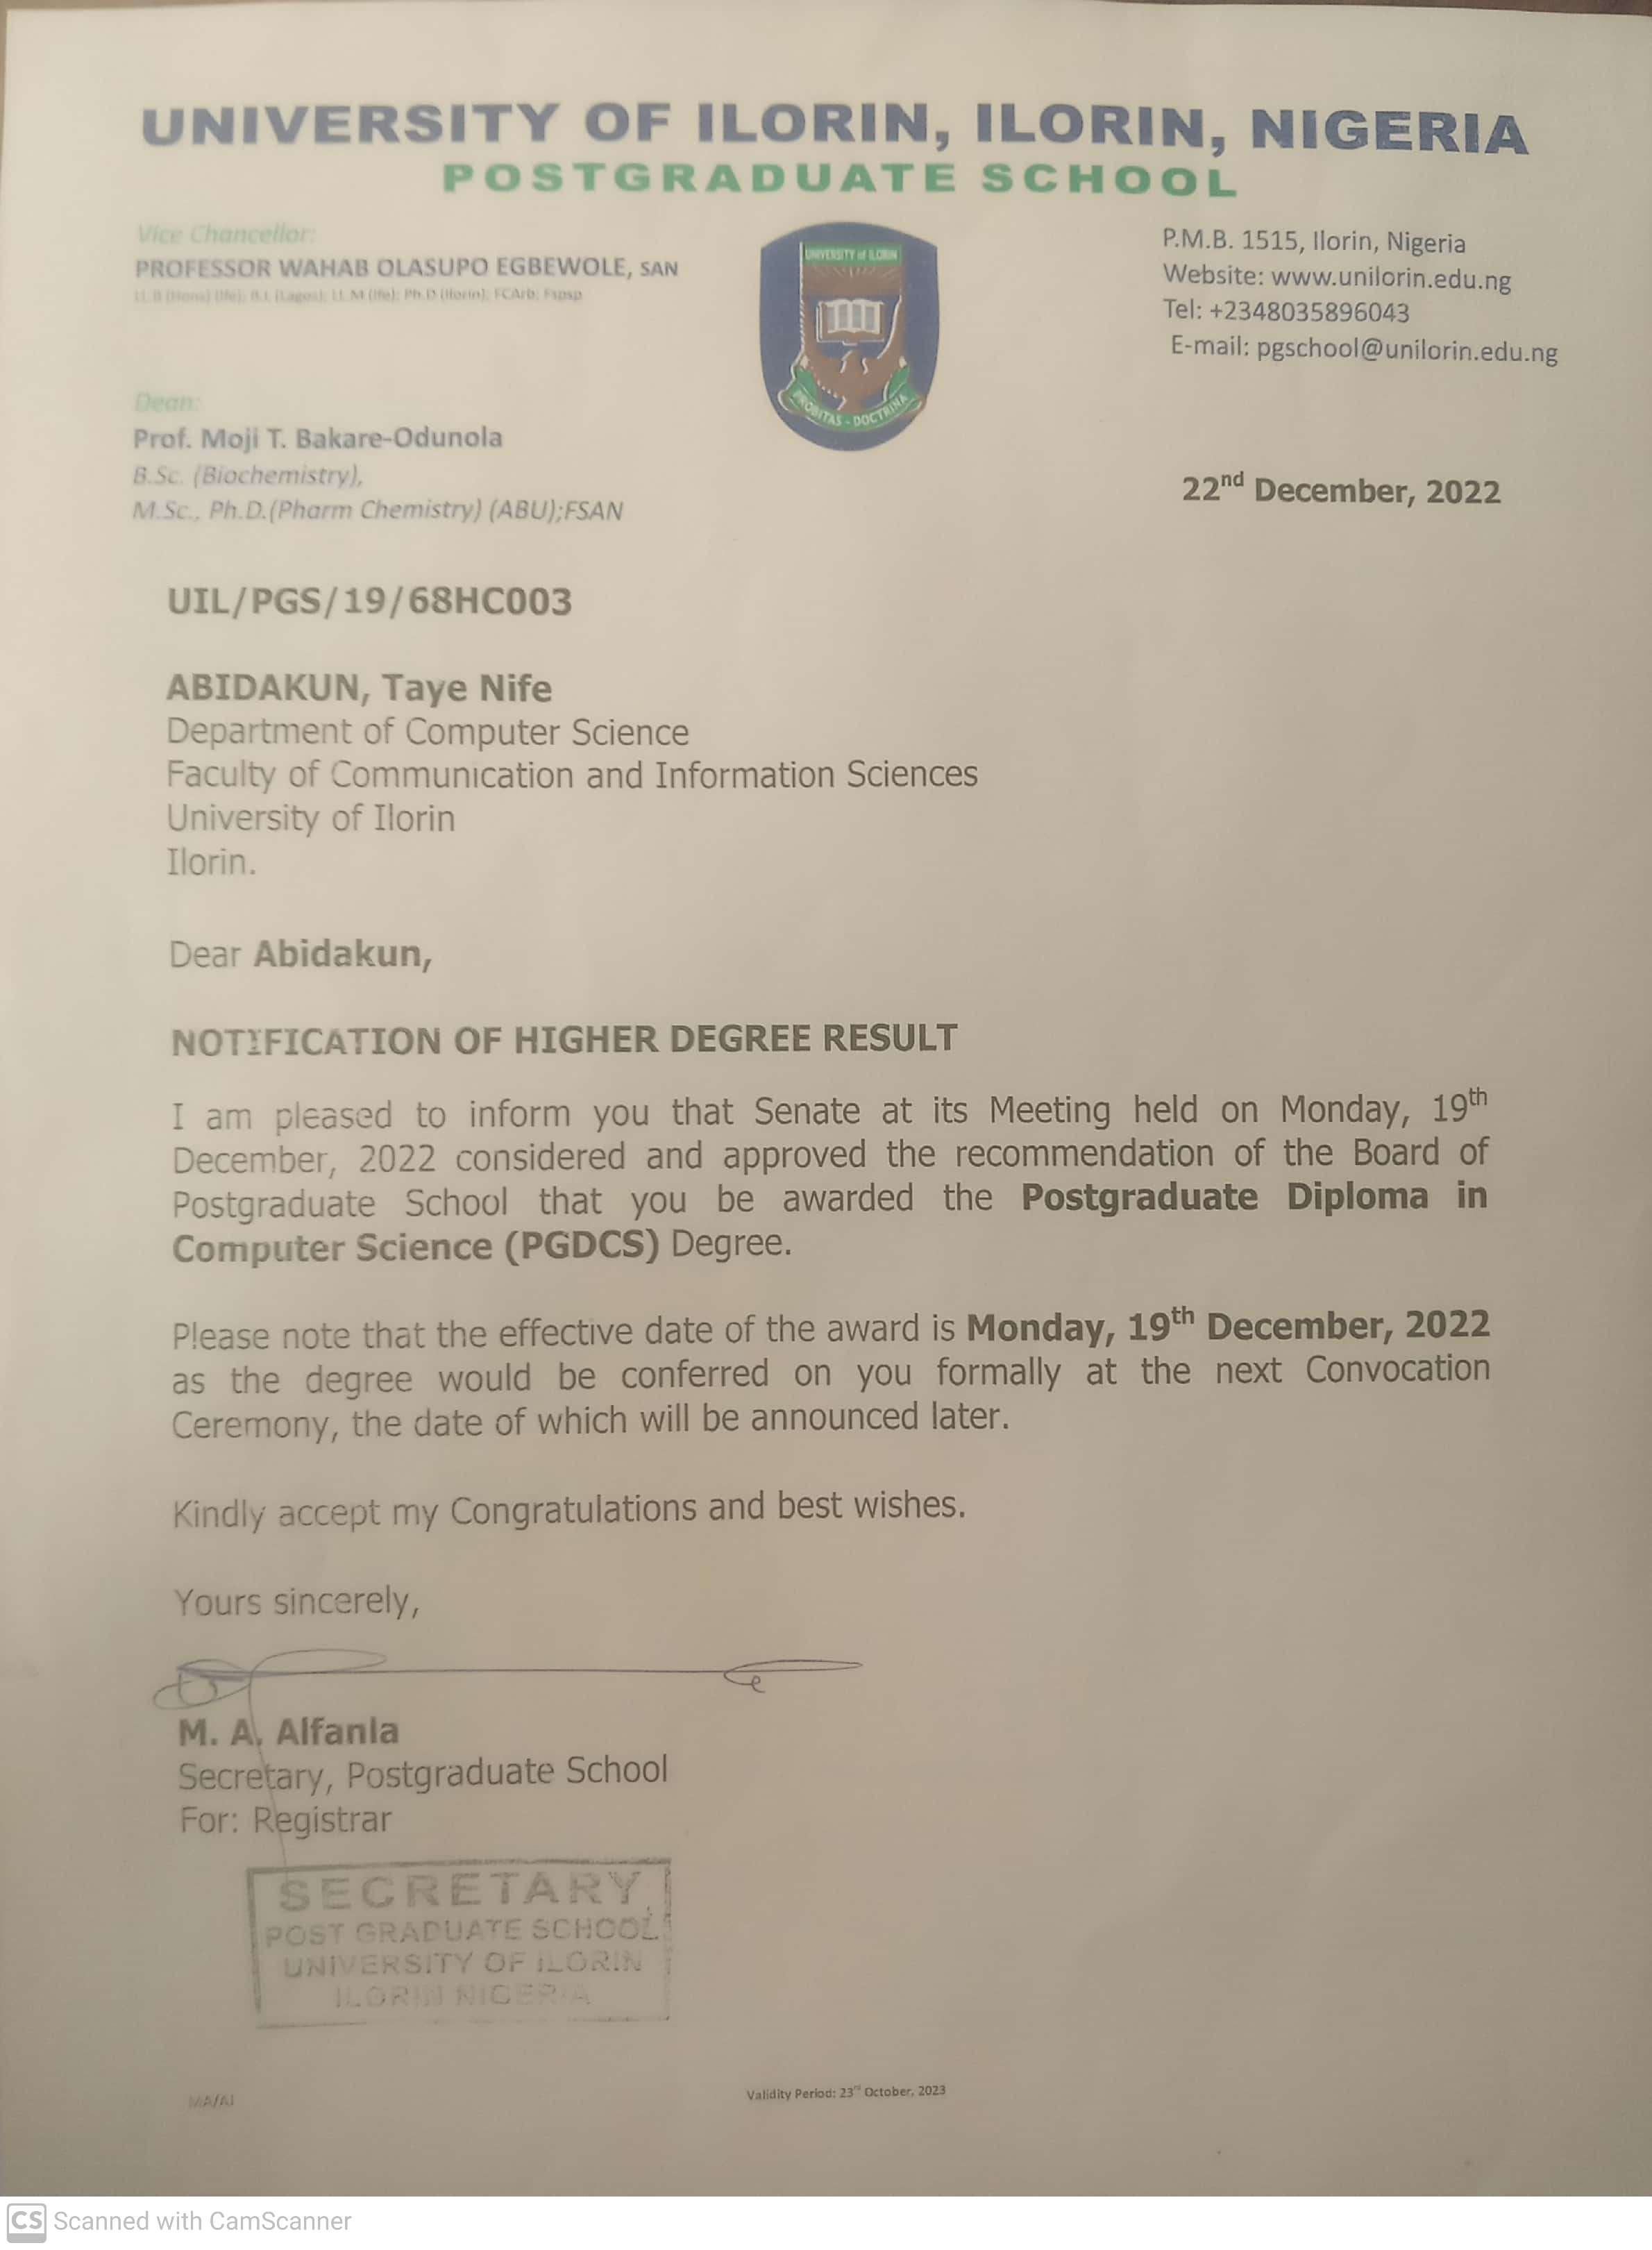 UNIVERSITY OF ILORIN, ILORIN, NIGERIA
POSTGRADUATE SCHOOL
Vice Chancellor:
PROFESSOR WAHAB OLASUPO EGBEWOLE, SAN
LL.B (Hons) (Ife); B.L (Lagos); LL.M (Ife); Ph.D (Ilorin); FCArb; Fspsp
Dean:
Prof. Moji T. Bakare-Odunola
B.Sc. (Biochemistry),
M.Sc., Ph.D.(Pharm Chemistry) (ABU);FSAN
UNIVERSITY of ILORIN
PROBITAS - DOCTRINA
P.M.B. 1515, Ilorin, Nigeria
Website: www.unilorin.edu.ng
Tel: +2348035896043
E-mail: pgschool@unilorin.edu.ng
22nd December, 2022
UIL/PGS/19/68HC003
ABIDAKUN, Taye Nife
Department of Computer Science
Faculty of Communication and Information Sciences
University of Ilorin
Ilorin.
Dear Abidakun,
NOTIFICATION OF HIGHER DEGREE RESULT
I am pleased to inform you that Senate at its Meeting held on Monday, 19th
December, 2022 considered and approved the recommendation of the Board of
Postgraduate School that you be awarded the Postgraduate Diploma in
Computer Science (PGDCS) Degree.
Please note that the effective date of the award is Monday, 19th December, 2022
as the degree would be conferred on you formally at the next Convocation
Ceremony, the date of which will be announced later.
Kindly accept my Congratulations and best wishes.
Yours sincerely,
M. A. Alfanla
Secretary, Postgraduate School
For: Registrar
SECRETARY
POST GRADUATE SCHOOL
UNIVERSITY OF ILORIN
ILORIN NIGERIA
MA/AI
Validity Period: 23rd October, 2023
CS Scanned with CamScanner